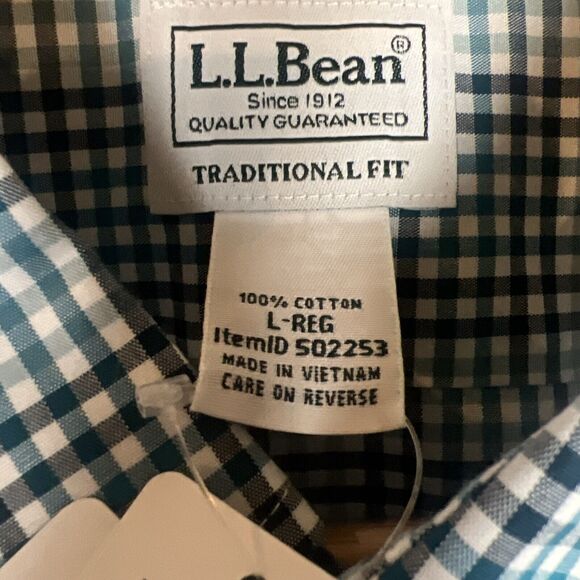 L.L.Bean®
Since 1912
QUALITY GUARANTEED
TRADITIONAL FIT
100% COTTON
L-REG
ItemID 502253
MADE IN VIETNAM
CARE ON REVERSE